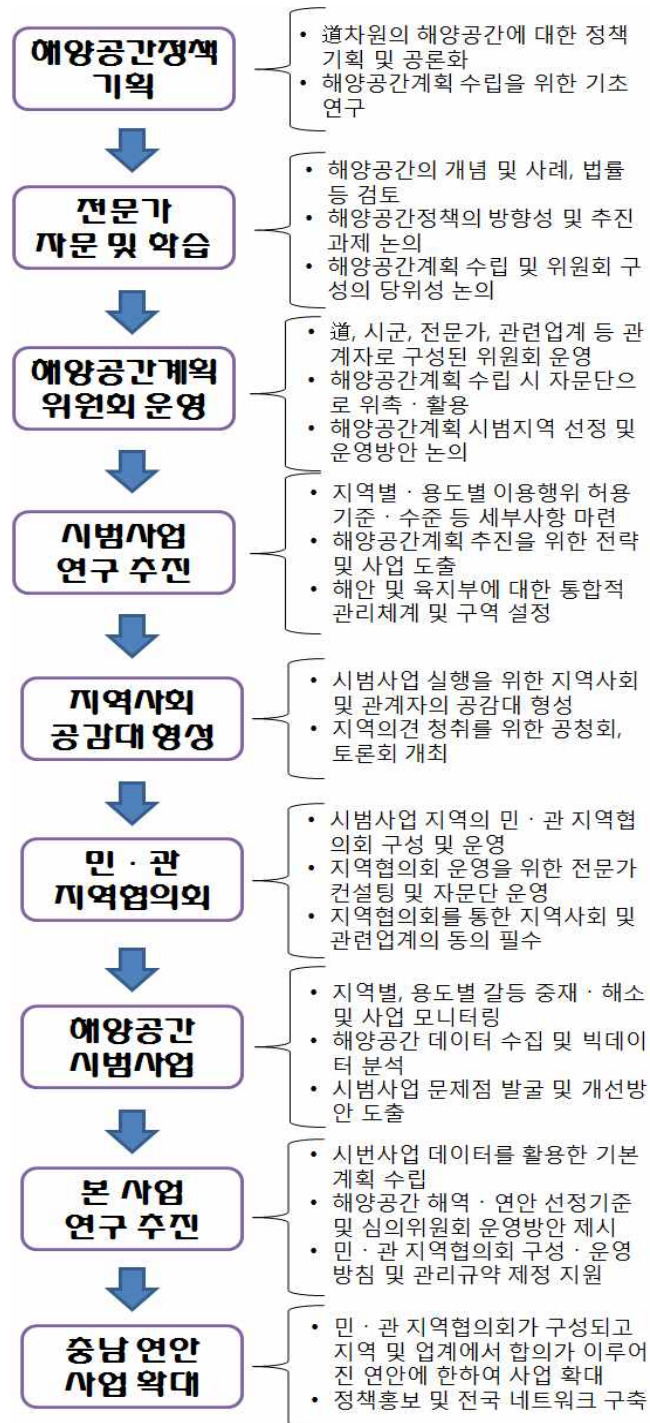 해양공간정책
기획
• 道차원의 해양공간에 대한 정책
기획 및 공론화
• 해양공간계획 수립을 위한 기초
연구
전문가
자문 및 학습
• 해양공간의 개념 및 사례, 법률
등 검토
• 해양공간정책의 방향성 및 추진
과제 논의
• 해양공간계획 수립 및 위원회 구
성의 당위성 논의
해양공간계획
위원회 운영
• 道, 시군, 전문가, 관련업계 등 관
계자로 구성된 위원회 운영
• 해양공간계획 수립 시 자문단으
로 위촉 · 활용
• 해양공간계획 시범지역 선정 및
운영방안 논의
시범사업
연구 추진
• 지역별 · 용도별 이용행위 허용
기준 · 수준 등 세부사항 마련
• 해양공간계획 추진을 위한 전략
및 사업 도출
• 해안 및 육지부에 대한 통합적
관리체계 및 구역 설정
지역사회
공감대 형성
• 시범사업 실행을 위한 지역사회
및 관계자의 공감대 형성
• 지역의견 청취를 위한 공청회,
토론회 개최
민 · 관
지역협의회
• 시범사업 지역의 민 · 관 지역협
의회 구성 및 운영
• 지역협의회 운영을 위한 전문가
컨설팅 및 자문단 운영
• 지역협의회를 통한 지역사회 및
관련업계의 동의 필수
해양공간
시범사업
• 지역별, 용도별 갈등 중재 · 해소
및 사업 모니터링
• 해양공간 데이터 수집 및 빅데이
터 분석
• 시범사업 문제점 발굴 및 개선방
안 도출
본 사업
연구 추진
• 시번사업 데이터를 활용한 기본
계획 수립
• 해양공간 해역 · 연안 선정기준
및 심의위원회 운영방안 제시
• 민 · 관 지역협의회 구성 · 운영
방침 및 관리규약 제정 지원
충남 연안
사업 확대
• 민 · 관 지역협의회가 구성되고
지역 및 업계에서 합의가 이루어
진 연안에 한하여 사업 확대
• 정책홍보 및 전국 네트워크 구축